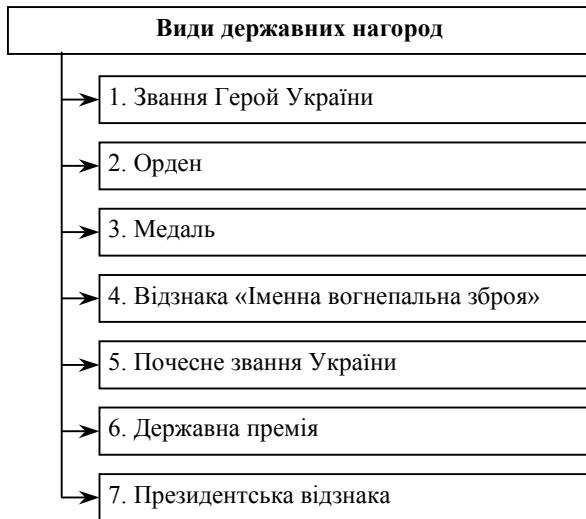 Види державних нагород
1. Звання Герой України
2. Орден
3. Медаль
4. Відзнака «Іменна вогнепальна зброя»
5. Почесне звання України
6. Державна премія
7. Президентська відзнака